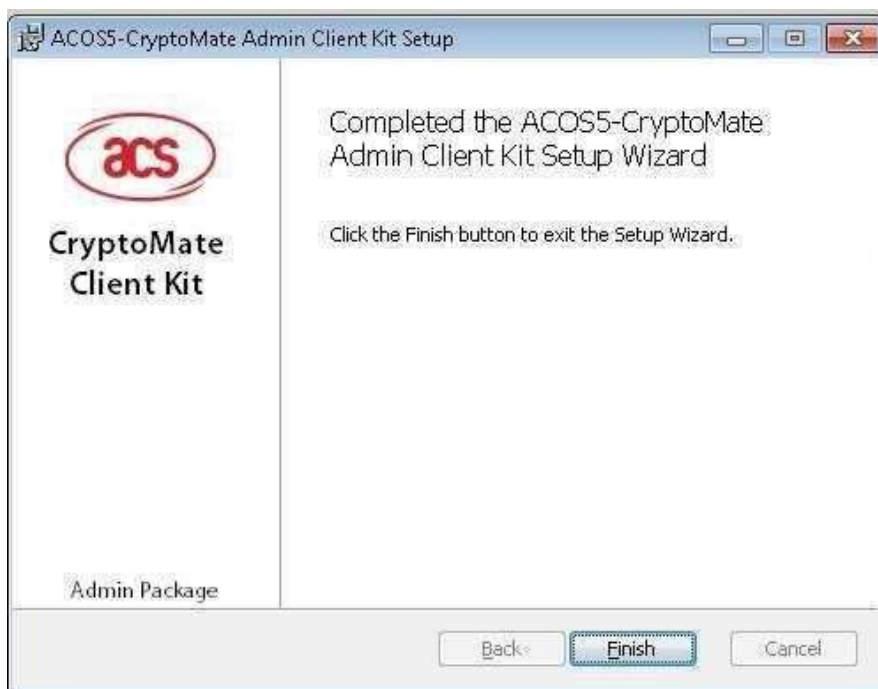 ACOS5-CryptoMate Admin Client Kit Setup
acs
CryptoMate
Client Kit
Completed the ACOS5-CryptoMate
Admin Client Kit Setup Wizard
Click the Finish button to exit the Setup Wizard.
Admin Package
Back
Finish
Cancel